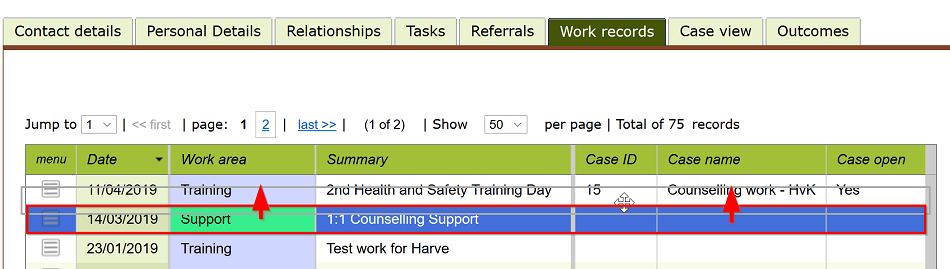 Contact details Personal Details Relationships Tasks Referrals Work records Case view Outcomes
Jump to 1 | << first | page: 1 2 | last >> | (1 of 2) | Show 50 per page | Total of 75 records
menu Date Work area Summary Case ID Case name Case open
11/04/2019 Training 2nd Health and Safety Training Day 15 Counselling work - HvK Yes
14/03/2019 Support 1:1 Counselling Support
23/01/2019 Training Test work for Harve